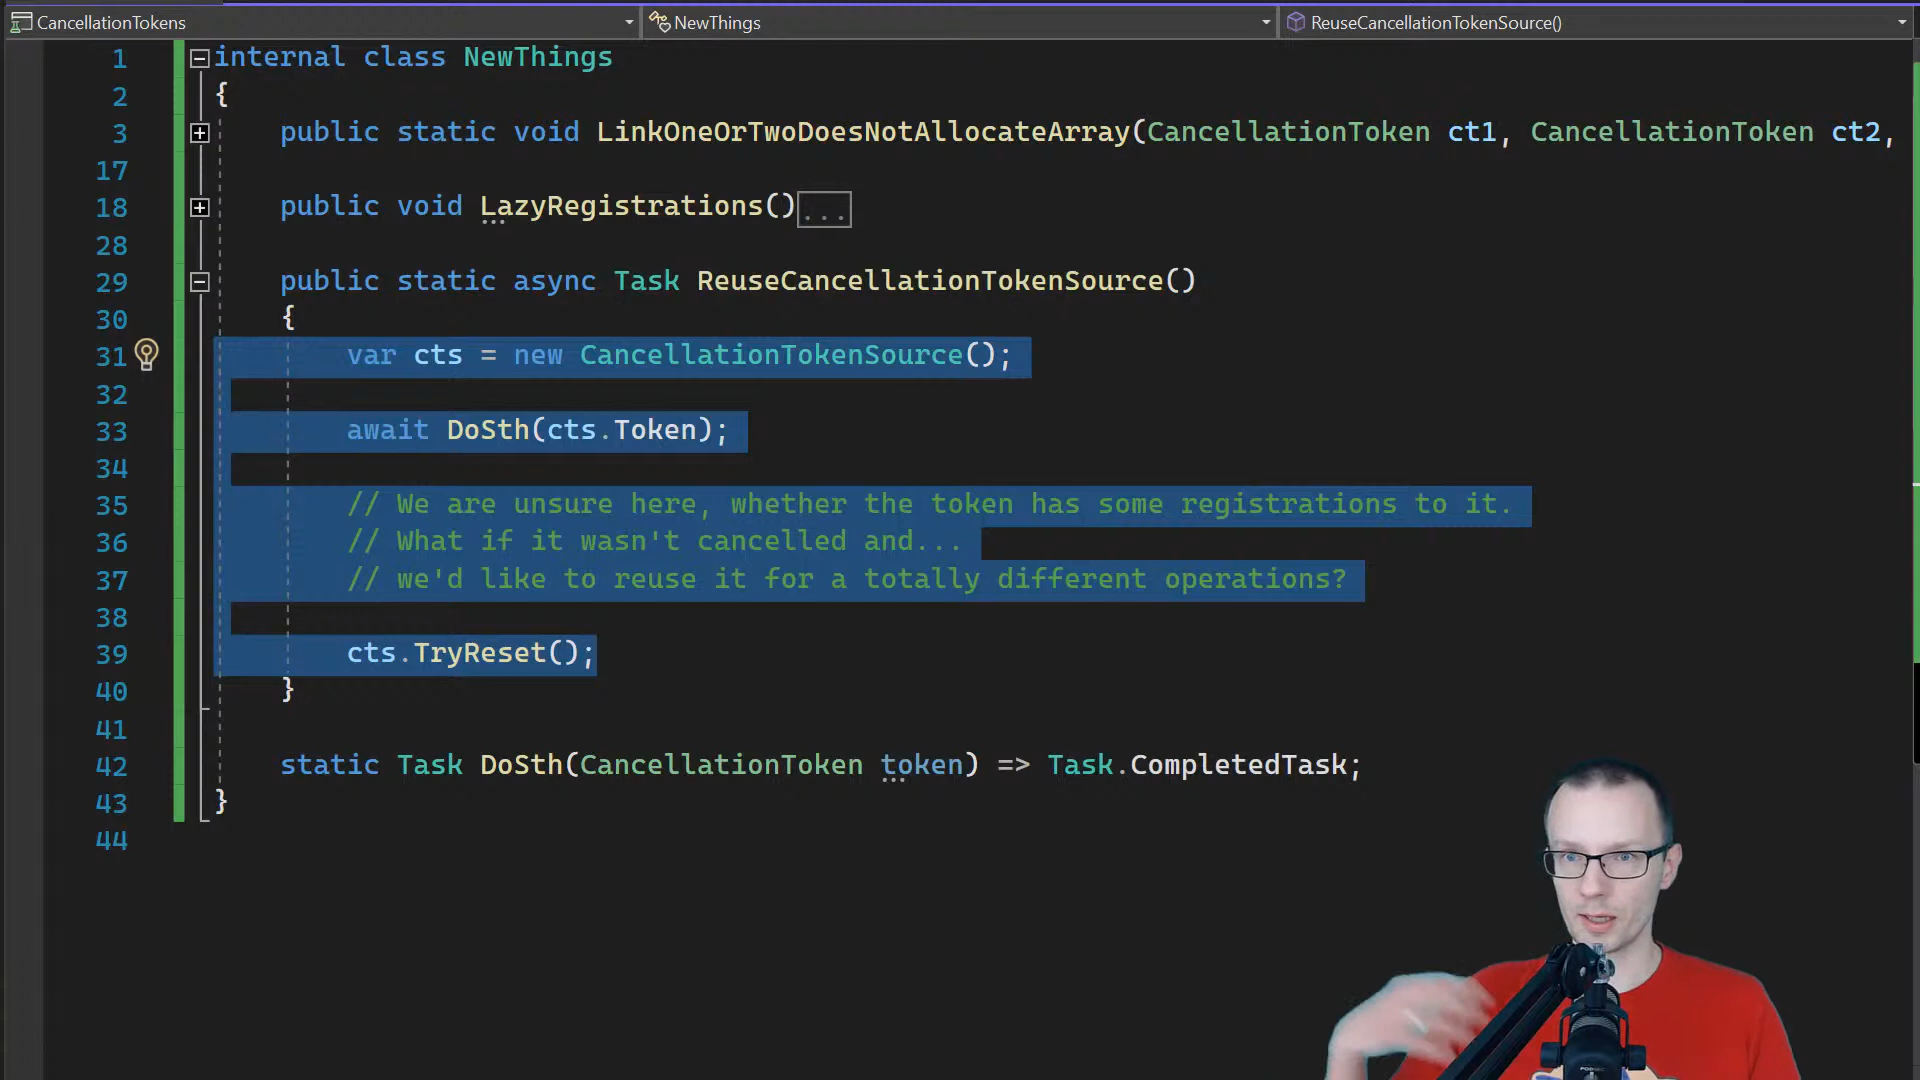 CancellationTokens
NewThings
ReuseCancellationTokenSource()
1 internal class NewThings
2 {
3 public static void LinkOneOrTwoDoesNotAllocateArray(CancellationToken ct1, CancellationToken ct2,
17
18 public void LazyRegistrations()...
28
29 public static async Task ReuseCancellationTokenSource()
30 {
31 var cts = new CancellationTokenSource();
32
33 await DoSth(cts.Token);
34
35 // We are unsure here, whether the token has some registrations to it.
36 // What if it wasn't cancelled and...
37 // we'd like to reuse it for a totally different operations?
38
39 cts.TryReset();
40 }
41
42 static Task DoSth(CancellationToken token) => Task.CompletedTask;
43 }
44